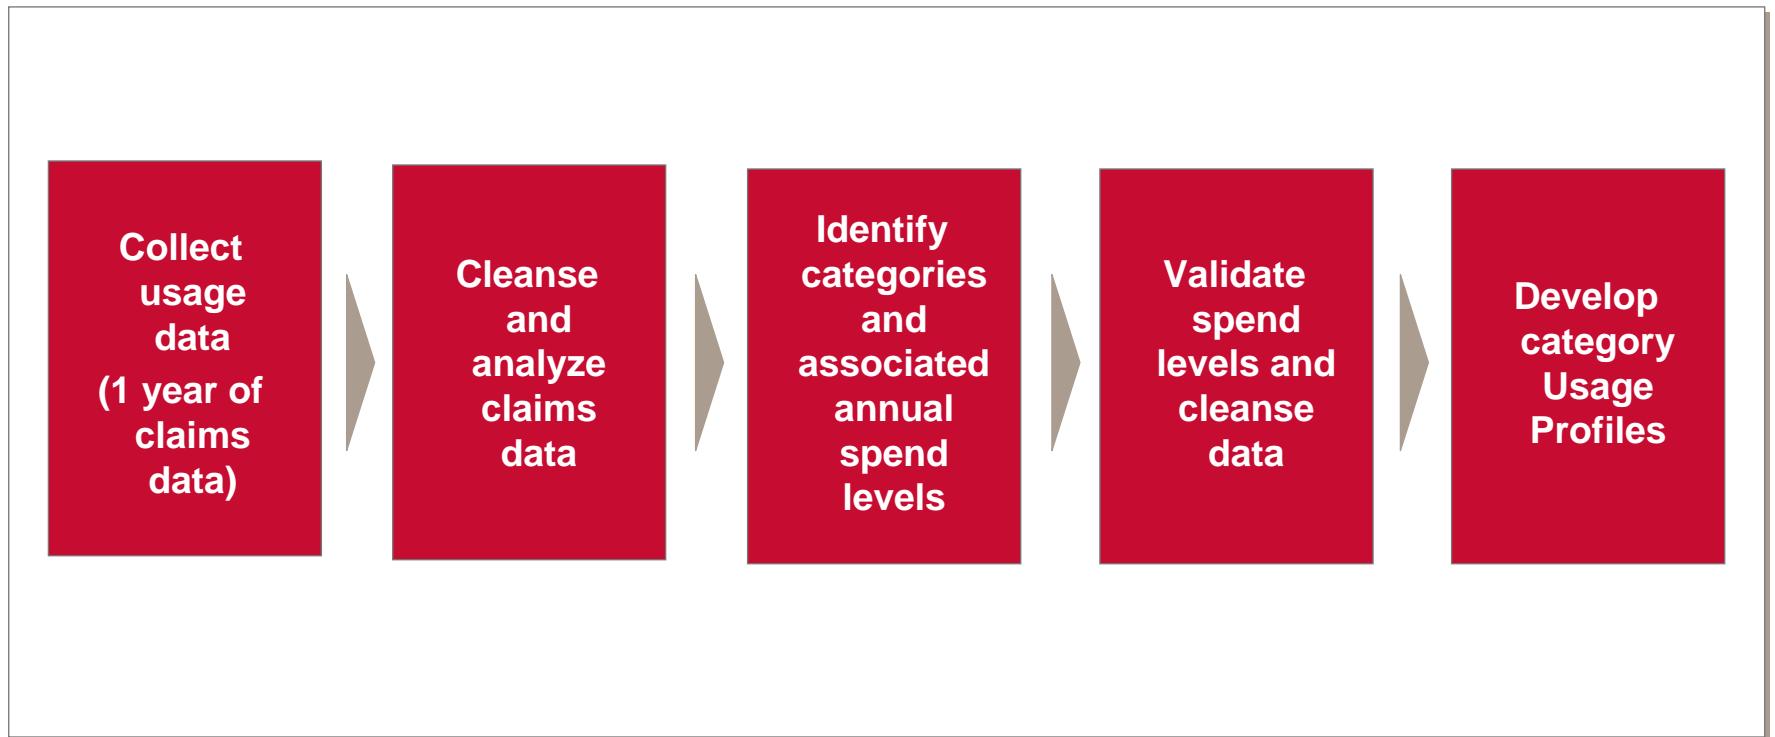 Collect
usage
data
(1 year of
claims
data)
Cleanse
and
analyze
claims
data
Identify
categories
and
associated
annual
spend
levels
Validate
spend
levels and
cleanse
data
Develop
category
Usage
Profiles